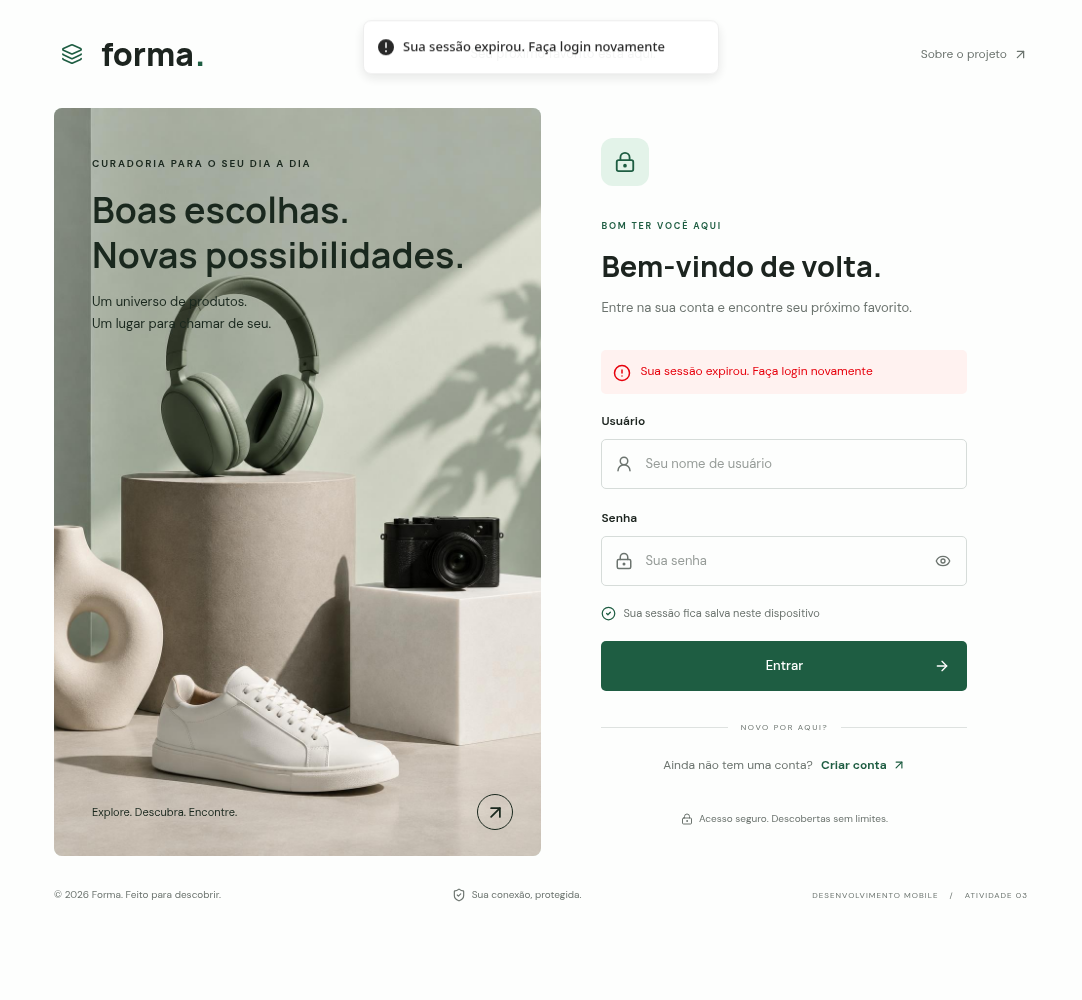 forma.
Sua sessão expirou. Faça login novamente
Sobre o projeto
CURADORIA PARA O SEU DIA A DIA
Boas escolhas.
Novas possibilidades.
Um universo de produtos.
Um lugar para chamar de seu.
Explore. Descubra. Encontre.
BOM TER VOCÊ AQUI
Bem-vindo de volta.
Entre na sua conta e encontre seu próximo favorito.
Sua sessão expirou. Faça login novamente
Usuário
Seu nome de usuário
Senha
Sua senha
Sua sessão fica salva neste dispositivo
Entrar
NOVO POR AQUI?
Ainda não tem uma conta? Criar conta
Acesso seguro. Descobertas sem limites.
© 2026 Forma. Feito para descobrir.
Sua conexão, protegida.
DESENVOLVIMENTO MOBILE / ATIVIDADE 03